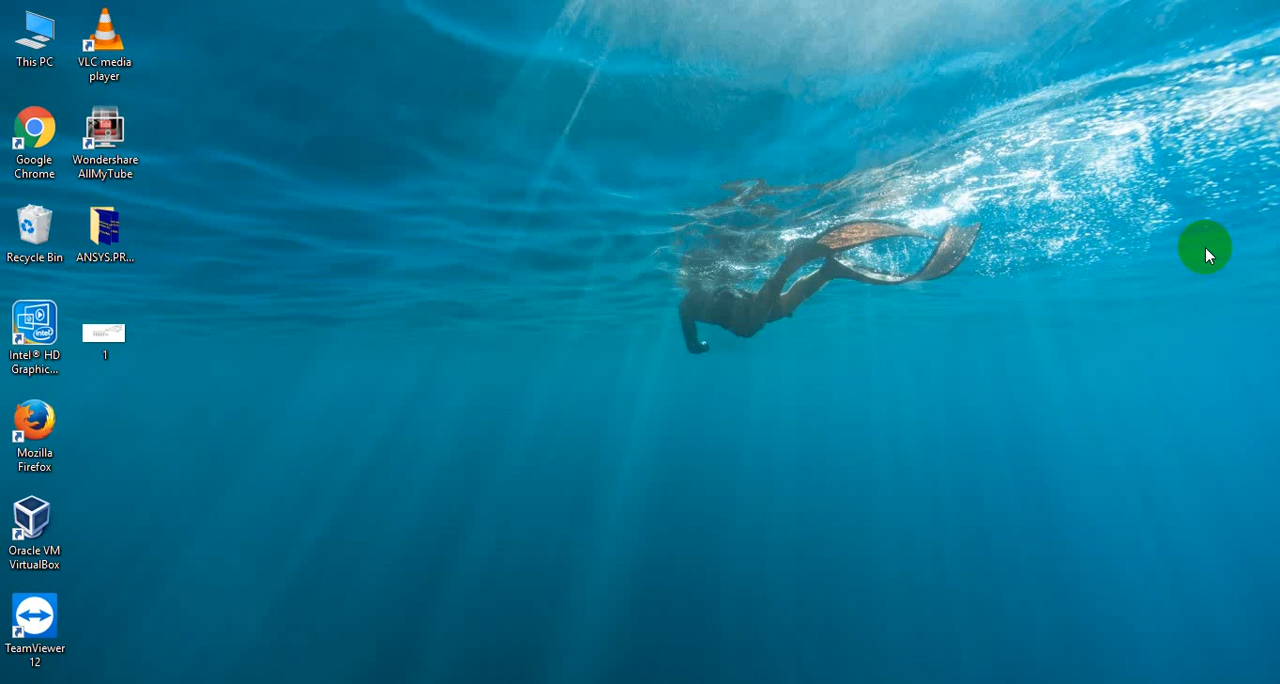 This PC
VLC media
player
Google
Chrome
Wondershare
AllMyTube
Recycle Bin
ANSYS.PR...
Intel® HD
Graphic...
1
Mozilla
Firefox
Oracle VM
VirtualBox
TeamViewer
12